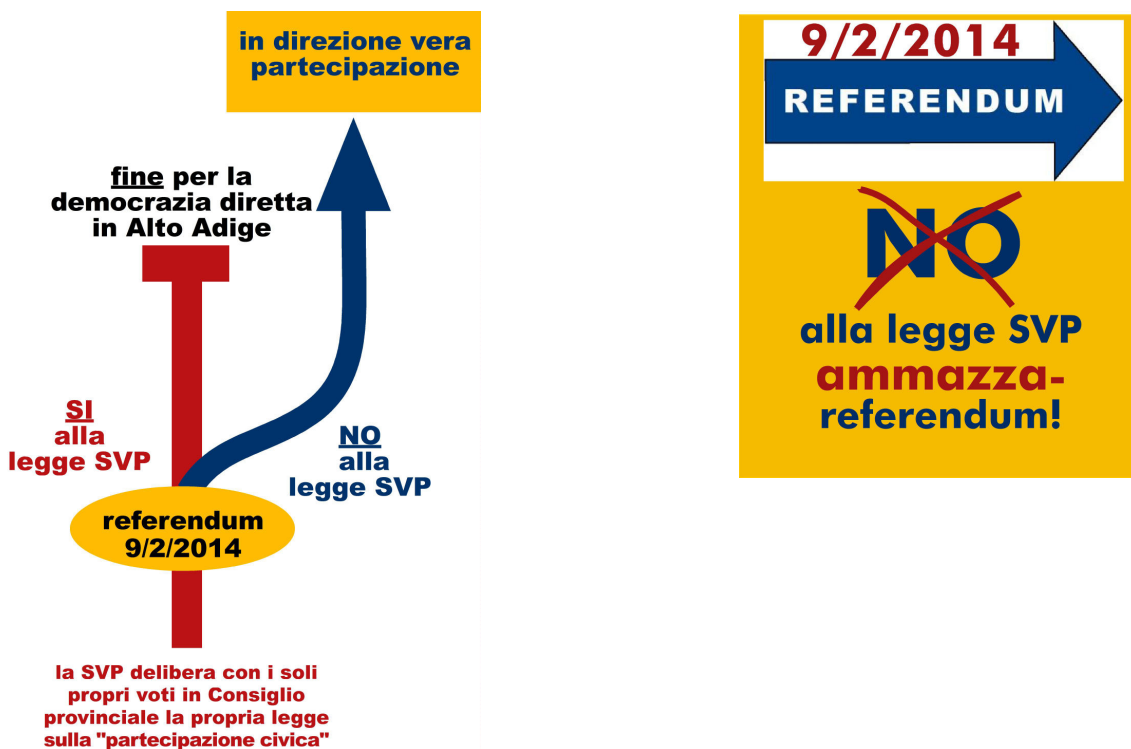 in direzione vera
partecipazione
fine per la
democrazia diretta
in Alto Adige
SI
alla
legge SVP
NO
alla
legge SVP
referendum
9/2/2014
la SVP delibera con i soli
propri voti in Consiglio
provinciale la propria legge
sulla "partecipazione civica"
9/2/2014
REFERENDUM
NO
alla legge SVP
ammazza-
referendum!